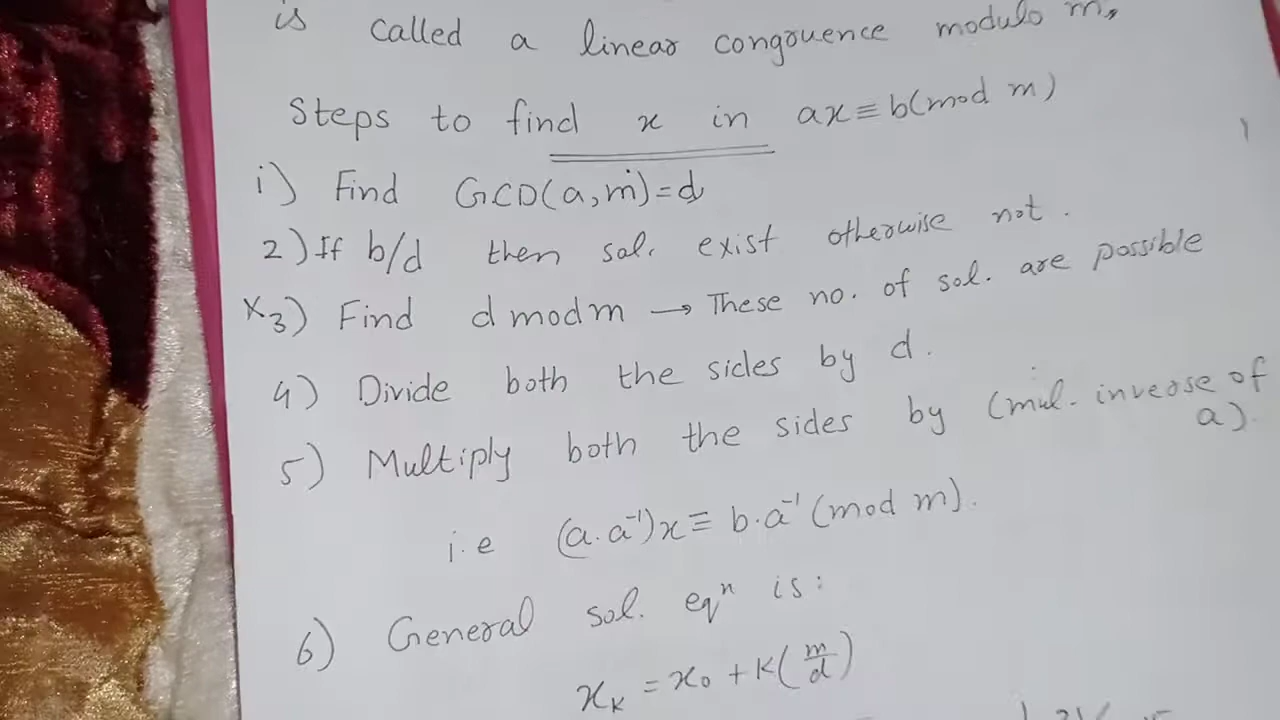 is called a linear congruence modulo m,
Steps to find x in ax≡b(mod m)
i) Find GCD(a,m)=d
2) If b/d then sol. exist otherwise not.
x3) Find d mod m → These no. of sol. are possible
4) Divide both the sides by d.
5) Multiply both the sides by (mul. inverse of a).
i.e (a.a⁻¹)x ≡ b.a⁻¹ (mod m).
6) General sol. eqⁿ is:
xₖ = x₀ + K(m/d)